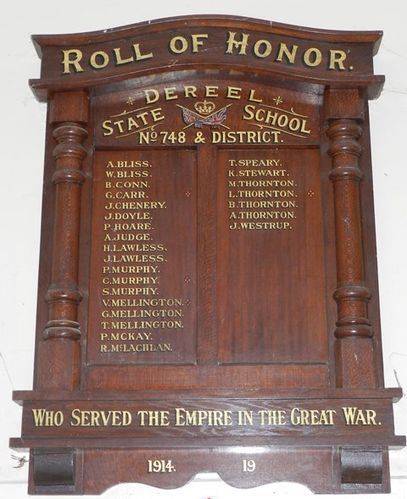 ROLL OF HONOR.
DEREEL
STATE SCHOOL
No. 748 & DISTRICT.
A. BLISS.
W. BLISS.
B. CONN.
G. CARR.
J. CHENERY.
J. DOYLE.
P. HOARE.
A. JUDGE.
H. LAWLESS.
J. LAWLESS.
P. MURPHY.
C. MURPHY.
S. MURPHY.
V. MELLINGTON.
G. MELLINGTON.
T. MELLINGTON.
P. MCKAY.
R. MCLACHLAN.
T. SPEARY.
K. STEWART.
M. THORNTON.
L. THORNTON.
B. THORNTON.
A. THORNTON.
J. WESTRUP.
WHO SERVED THE EMPIRE IN THE GREAT WAR.
1914. 19